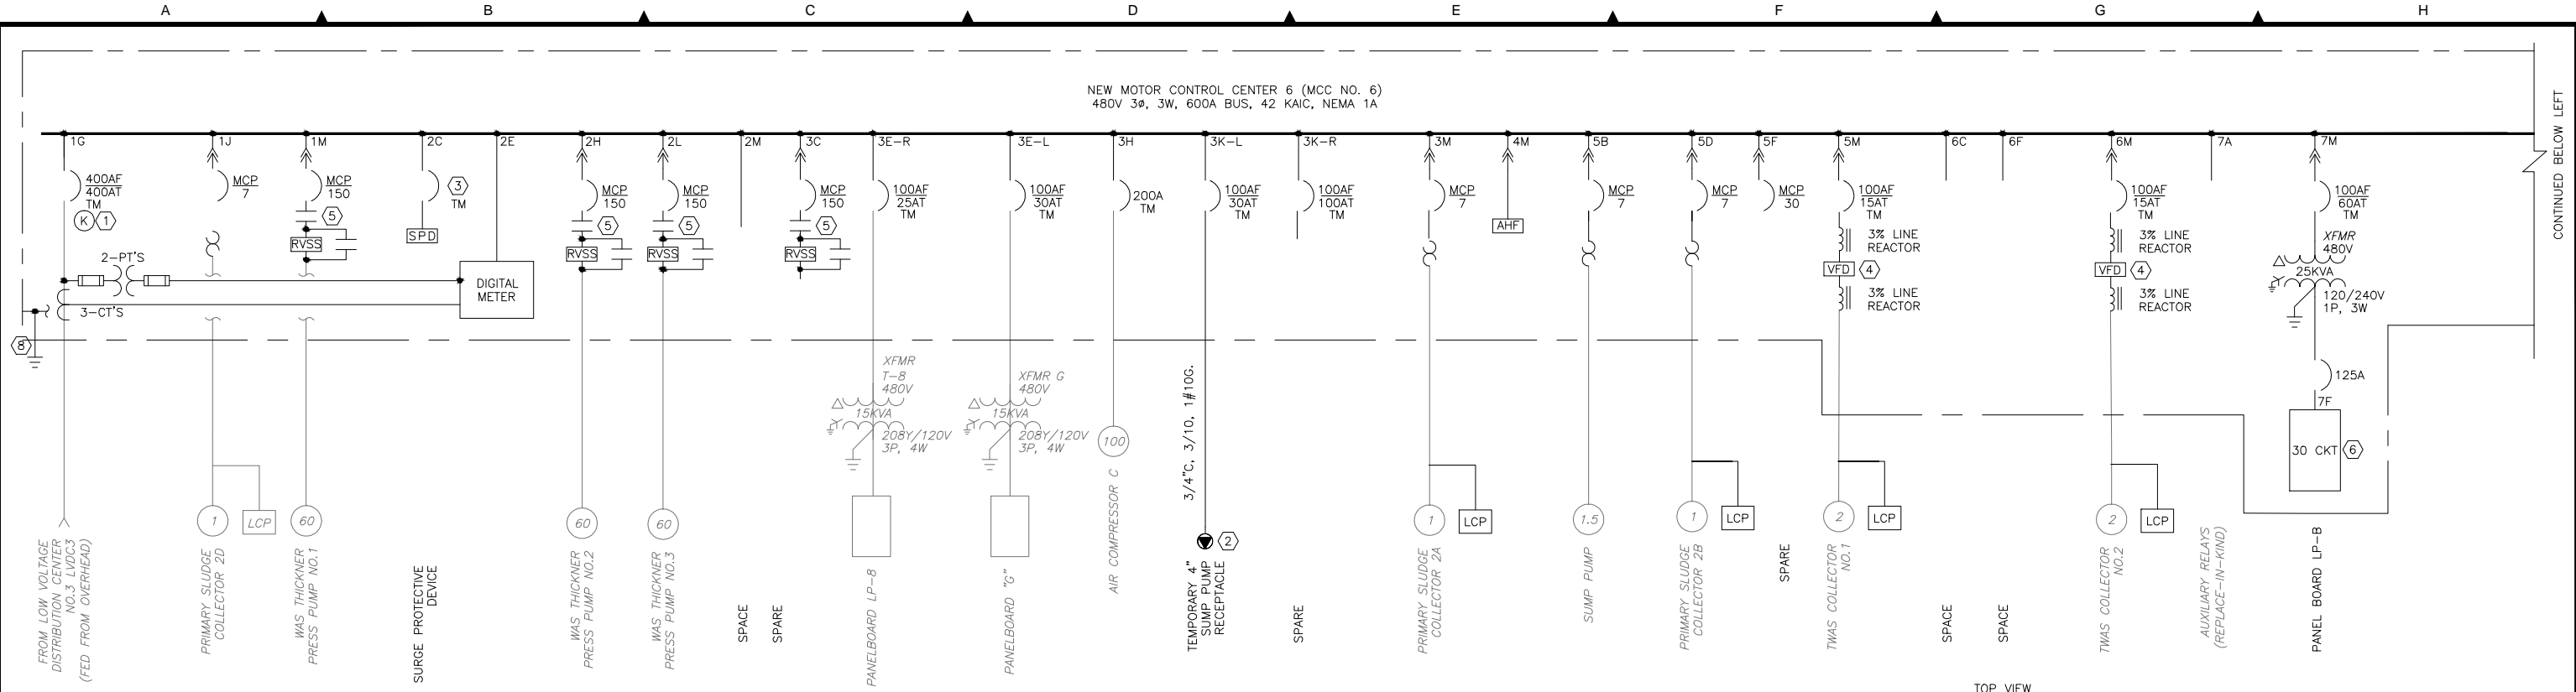 A B C D E F G H
NEW MOTOR CONTROL CENTER 6 (MCC NO. 6)
480V 3ø, 3W, 600A BUS, 42 KAIC, NEMA 1A
CONTINUED BELOW LEFT
1G 1J 1M 2C 2E 2H 2L 2M 3C 3E-R 3E-L 3H 3K-L 3K-R 3M 4M 5B 5D 5F 5M 6C 6F 6M 7A 7M
400AF
400AT
TM
K 1
2-PT'S
3-CT'S
8
FROM LOW VOLTAGE
DISTRIBUTION CENTER
NO.3 LVDC3
(FED FROM OVERHEAD)
MCP
7
1
LCP
PRIMARY SLUDGE
COLLECTOR 2D
MCP
150
5
RVSS
60
WAS THICKNER
PRESS PUMP NO.1
3
TM
SPD
SURGE PROTECTIVE
DEVICE
DIGITAL
METER
MCP
150
5
RVSS
60
WAS THICKNER
PRESS PUMP NO.2
MCP
150
5
RVSS
60
WAS THICKNER
PRESS PUMP NO.3
SPACE
MCP
150
5
RVSS
SPARE
100AF
25AT
TM
XFMR
T-8
480V
15KVA
208Y/120V
3P, 4W
PANELBOARD LP-8
100AF
30AT
TM
XFMR G
480V
15KVA
208Y/120V
3P, 4W
PANELBOARD "G"
200A
TM
100
AIR COMPRESSOR C
100AF
30AT
TM
3/4"C, 3/10, 1#10G.
2
TEMPORARY 4"
SUMP PUMP
RECEPTACLE
100AF
100AT
TM
SPARE
MCP
7
1
LCP
PRIMARY SLUDGE
COLLECTOR 2A
AHF
MCP
7
1.5
SUMP PUMP
MCP
7
1
LCP
PRIMARY SLUDGE
COLLECTOR 2B
MCP
30
SPARE
100AF
15AT
TM
3% LINE
REACTOR
VFD 4
3% LINE
REACTOR
2
LCP
TWAS COLLECTOR
NO.1
SPACE
SPACE
100AF
15AT
TM
3% LINE
REACTOR
VFD 4
3% LINE
REACTOR
2
LCP
TWAS COLLECTOR
NO.2
AUXILIARY RELAYS
(REPLACE-IN-KIND)
100AF
60AT
TM
XFMR
480V
25KVA
120/240V
1P, 3W
125A
7F
30 CKT 6
PANEL BOARD LP-B
TOP VIEW